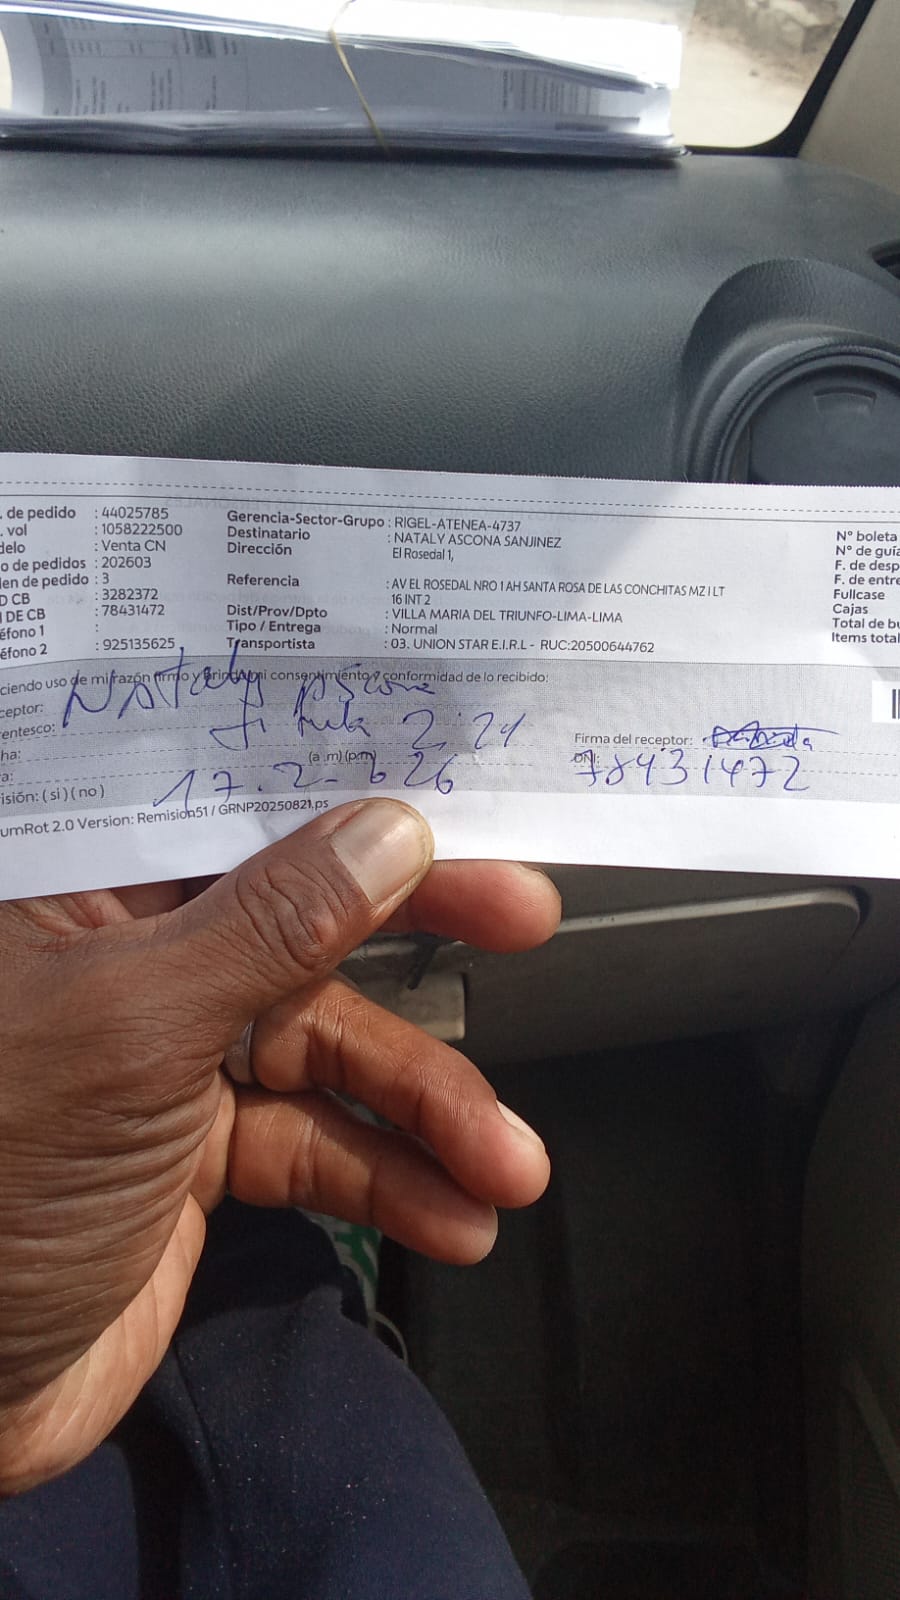 . de pedido : 44025785
. vol : 1058222500
delo : Venta CN
o de pedidos : 202603
den de pedido : 3
D CB : 3282372
I DE CB : 78431472
éfono 1 :
éfono 2 : 925135625
Gerencia-Sector-Grupo : RIGEL-ATENEA-4737
Destinatario : NATALY ASCONA SANJINEZ
Dirección El Rosedal 1,
Referencia : AV EL ROSEDAL NRO 1 AH SANTA ROSA DE LAS CONCHITAS MZ I LT
16 INT 2
Dist/Prov/Dpto : VILLA MARIA DEL TRIUNFO-LIMA-LIMA
Tipo / Entrega : Normal
Transportista : 03. UNION STAR E.I.R.L - RUC:20500644762
N° boleta
N° de guía
F. de desp
F. de entre
Fullcase
Cajas
Total de bu
Items total
ciendo uso de mi razón firmo y brindo mi consentimiento y conformidad de lo recibido:
ceptor: Nataly Ascona
entesco:
ha: 2:21
a: (a.m) (p.m)
Firma del receptor:
DNI: 78431472
isión: ( si ) ( no ) 17.2-
26
umRot 2.0 Version: Remision51 / GRNP20250821.ps